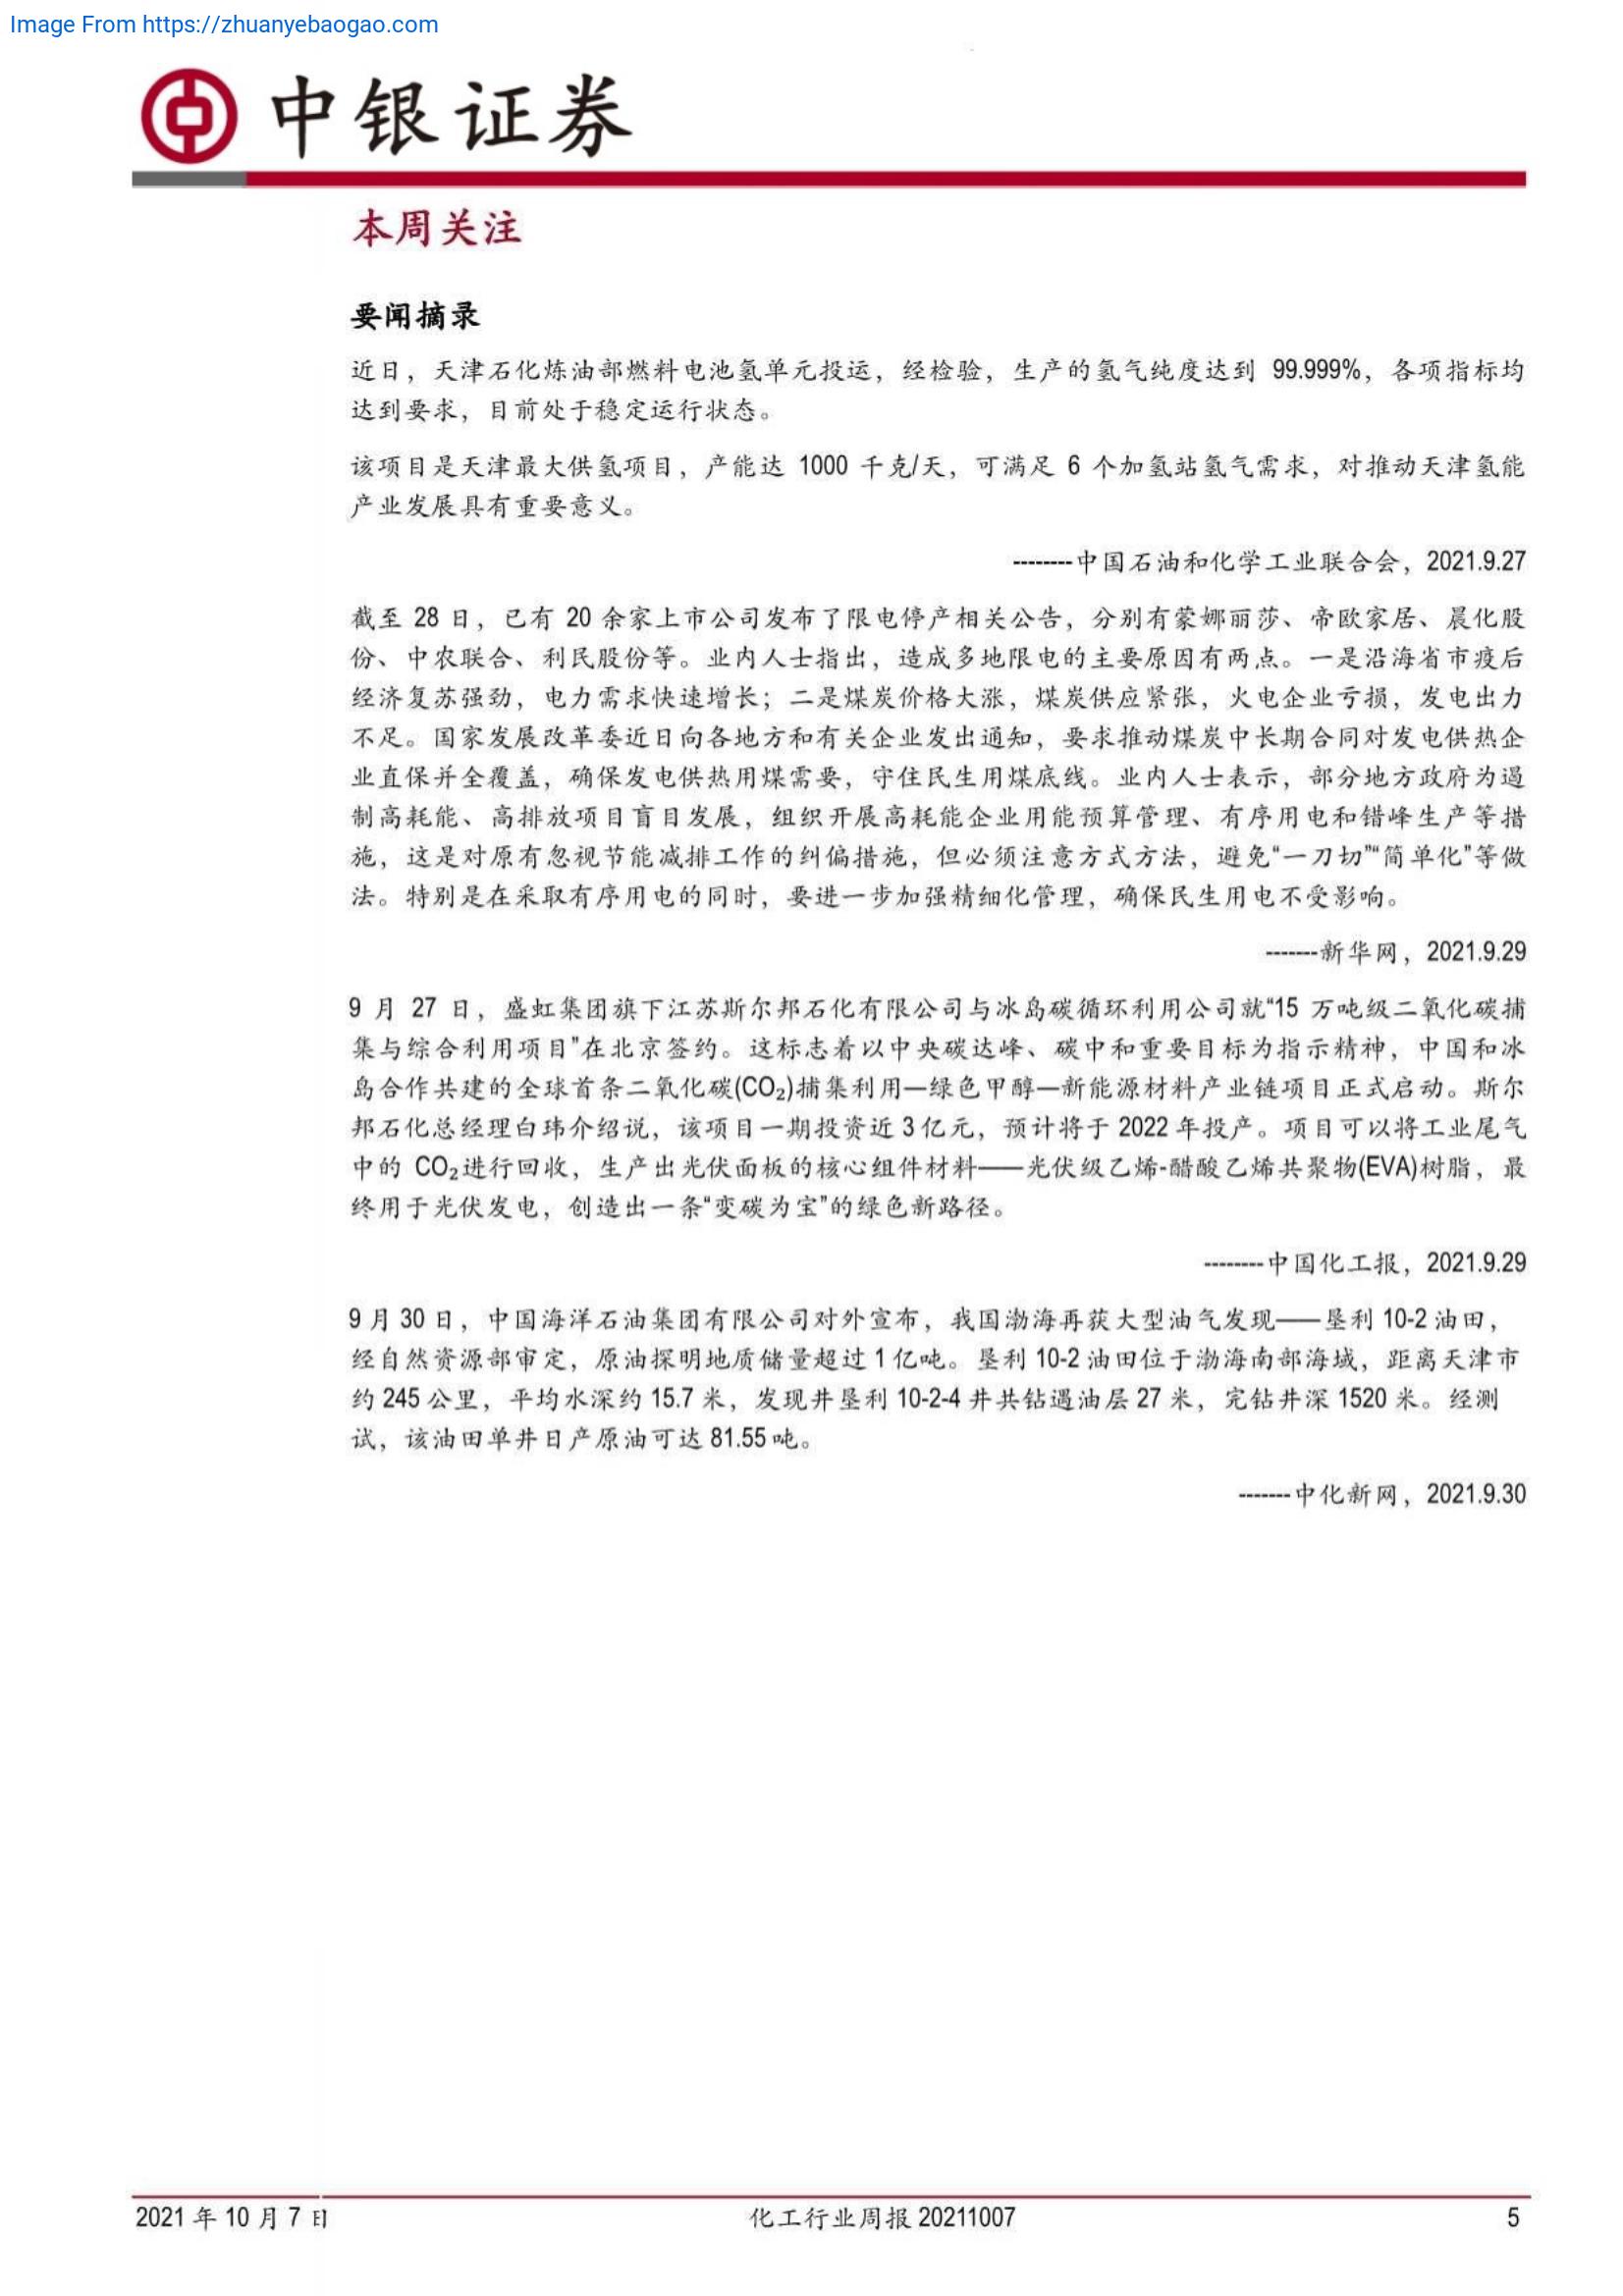 Image From https://zhuanyebaogao.com
中银证券
本周关注
要闻摘录
近日，天津石化炼油部燃料电池氢单元投运，经检验，生产的氢气纯度达到 99.999%，各项指标均
达到要求，目前处于稳定运行状态。
该项目是天津最大供氢项目，产能达 1000 千克/天，可满足 6 个加氢站氢气需求，对推动天津氢能
产业发展具有重要意义。
--------中国石油和化学工业联合会，2021.9.27
截至 28 日，已有 20 余家上市公司发布了限电停产相关公告，分别有蒙娜丽莎、帝欧家居、晨化股
份、中农联合、利民股份等。业内人士指出，造成多地限电的主要原因有两点。一是沿海省市疫后
经济复苏强劲，电力需求快速增长；二是煤炭价格大涨，煤炭供应紧张，火电企业亏损，发电出力
不足。国家发展改革委近日向各地方和有关企业发出通知，要求推动煤炭中长期合同对发电供热企
业直保并全覆盖，确保发电供热用煤需要，守住民生用煤底线。业内人士表示，部分地方政府为遏
制高耗能、高排放项目盲目发展，组织开展高耗能企业用能预算管理、有序用电和错峰生产等措
施，这是对原有忽视节能减排工作的纠偏措施，但必须注意方式方法，避免“一刀切”“简单化”等做
法。特别是在采取有序用电的同时，要进一步加强精细化管理，确保民生用电不受影响。
-------新华网，2021.9.29
9 月 27 日，盛虹集团旗下江苏斯尔邦石化有限公司与冰岛碳循环利用公司就“15 万吨级二氧化碳捕
集与综合利用项目”在北京签约。这标志着以中央碳达峰、碳中和重要目标为指示精神，中国和冰
岛合作共建的全球首条二氧化碳(CO₂)捕集利用—绿色甲醇—新能源材料产业链项目正式启动。斯尔
邦石化总经理白玮介绍说，该项目一期投资近 3 亿元，预计将于 2022 年投产。项目可以将工业尾气
中的 CO₂进行回收，生产出光伏面板的核心组件材料——光伏级乙烯-醋酸乙烯共聚物(EVA)树脂，最
终用于光伏发电，创造出一条“变碳为宝”的绿色新路径。
--------中国化工报，2021.9.29
9 月 30 日，中国海洋石油集团有限公司对外宣布，我国渤海再获大型油气发现——垦利 10-2 油田，
经自然资源部审定，原油探明地质储量超过 1 亿吨。垦利 10-2 油田位于渤海南部海域，距离天津市
约 245 公里，平均水深约 15.7 米，发现井垦利 10-2-4 井共钻遇油层 27 米，完钻井深 1520 米。经测
试，该油田单井日产原油可达 81.55 吨。
-------中化新网，2021.9.30
2021 年 10 月 7 日
化工行业周报 20211007
5